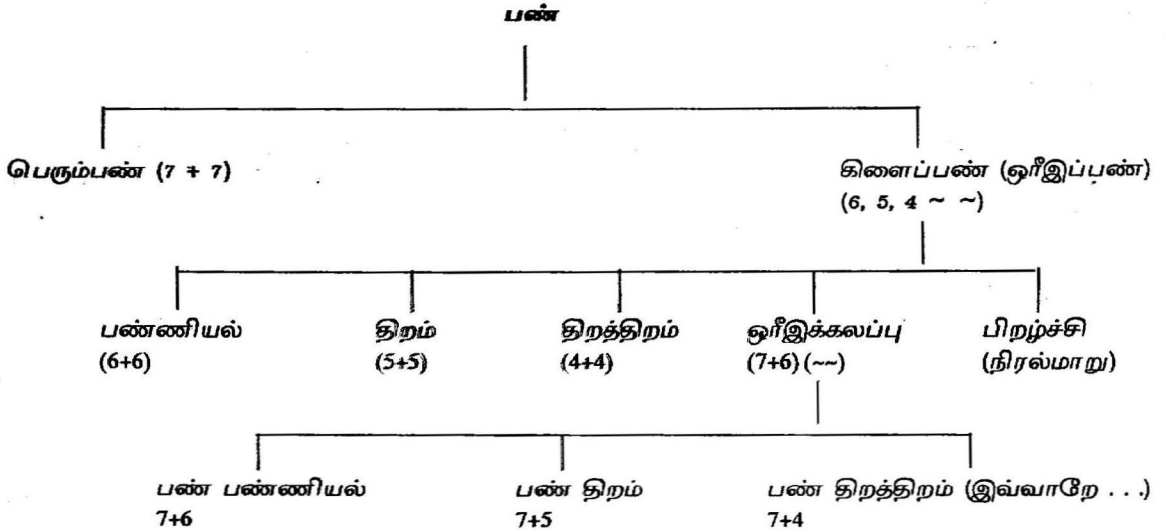 பண்
பெரும்பண் (7 + 7)
கிளைப்பண் (ஒரீஇப்பண்)
(6, 5, 4 ~ ~)
பண்ணியல்
(6+6)
திறம்
(5+5)
திறத்திறம்
(4+4)
ஒரீஇக்கலப்பு
(7+6) (~~)
பிறழ்ச்சி
(நிரல்மாறு)
பண் பண்ணியல்
7+6
பண் திறம்
7+5
பண் திறத்திறம் (இவ்வாறே . . .)
7+4